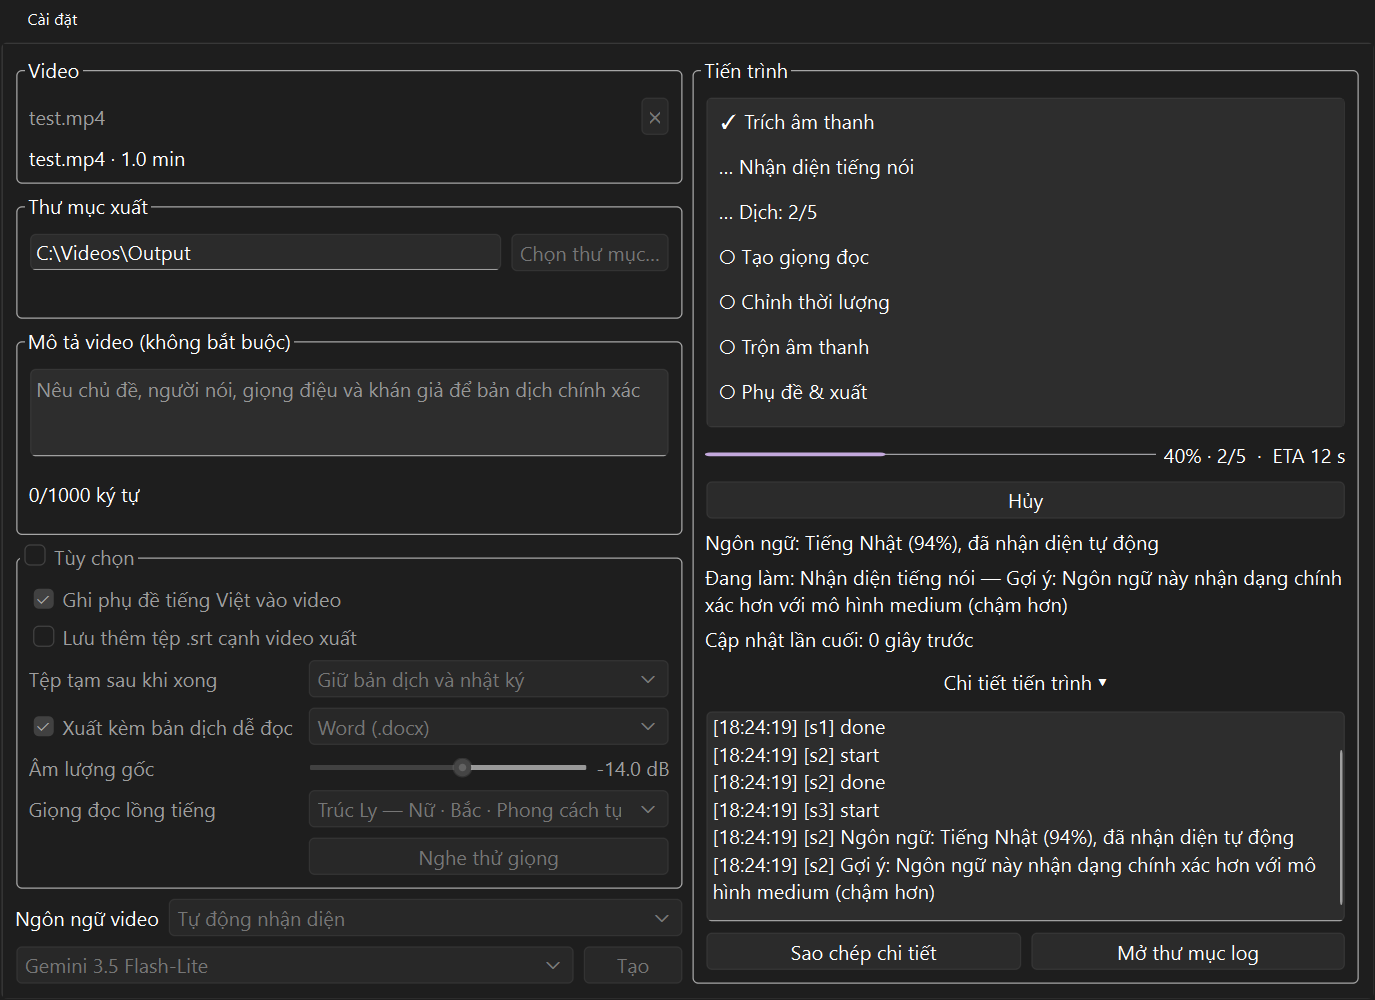 Cài đặt
Video
test.mp4
×
test.mp4 · 1.0 min
Thư mục xuất
C:\Videos\Output
Chọn thư mục...
Mô tả video (không bắt buộc)
Nêu chủ đề, người nói, giọng điệu và khán giả để bản dịch chính xác
0/1000 ký tự
Tùy chọn
Ghi phụ đề tiếng Việt vào video
Lưu thêm tệp .srt cạnh video xuất
Tệp tạm sau khi xong
Giữ bản dịch và nhật ký
Xuất kèm bản dịch dễ đọc
Word (.docx)
Âm lượng gốc
-14.0 dB
Giọng đọc lồng tiếng
Trúc Ly — Nữ · Bắc · Phong cách tự
Nghe thử giọng
Ngôn ngữ video
Tự động nhận diện
Gemini 3.5 Flash-Lite
Tạo
Tiến trình
✓ Trích âm thanh
... Nhận diện tiếng nói
... Dịch: 2/5
○ Tạo giọng đọc
○ Chỉnh thời lượng
○ Trộn âm thanh
○ Phụ đề & xuất
40% · 2/5 · ETA 12 s
Hủy
Ngôn ngữ: Tiếng Nhật (94%), đã nhận diện tự động
Đang làm: Nhận diện tiếng nói — Gợi ý: Ngôn ngữ này nhận dạng chính
xác hơn với mô hình medium (chậm hơn)
Cập nhật lần cuối: 0 giây trước
Chi tiết tiến trình ▾
[18:24:19] [s1] done
[18:24:19] [s2] start
[18:24:19] [s2] done
[18:24:19] [s3] start
[18:24:19] [s2] Ngôn ngữ: Tiếng Nhật (94%), đã nhận diện tự động
[18:24:19] [s2] Gợi ý: Ngôn ngữ này nhận dạng chính xác hơn với mô
hình medium (chậm hơn)
Sao chép chi tiết
Mở thư mục log